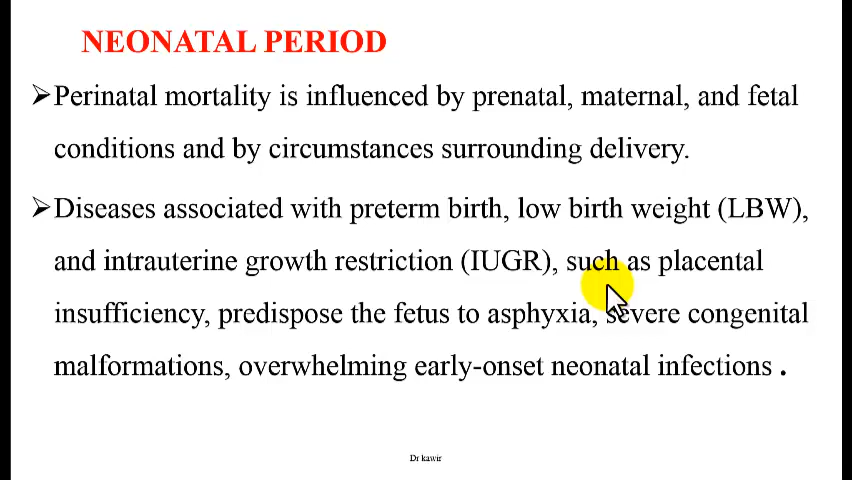 NEONATAL PERIOD
➢Perinatal mortality is influenced by prenatal, maternal, and fetal
conditions and by circumstances surrounding delivery.
➢Diseases associated with preterm birth, low birth weight (LBW),
and intrauterine growth restriction (IUGR), such as placental
insufficiency, predispose the fetus to asphyxia, severe congenital
malformations, overwhelming early-onset neonatal infections .
Dr kawir